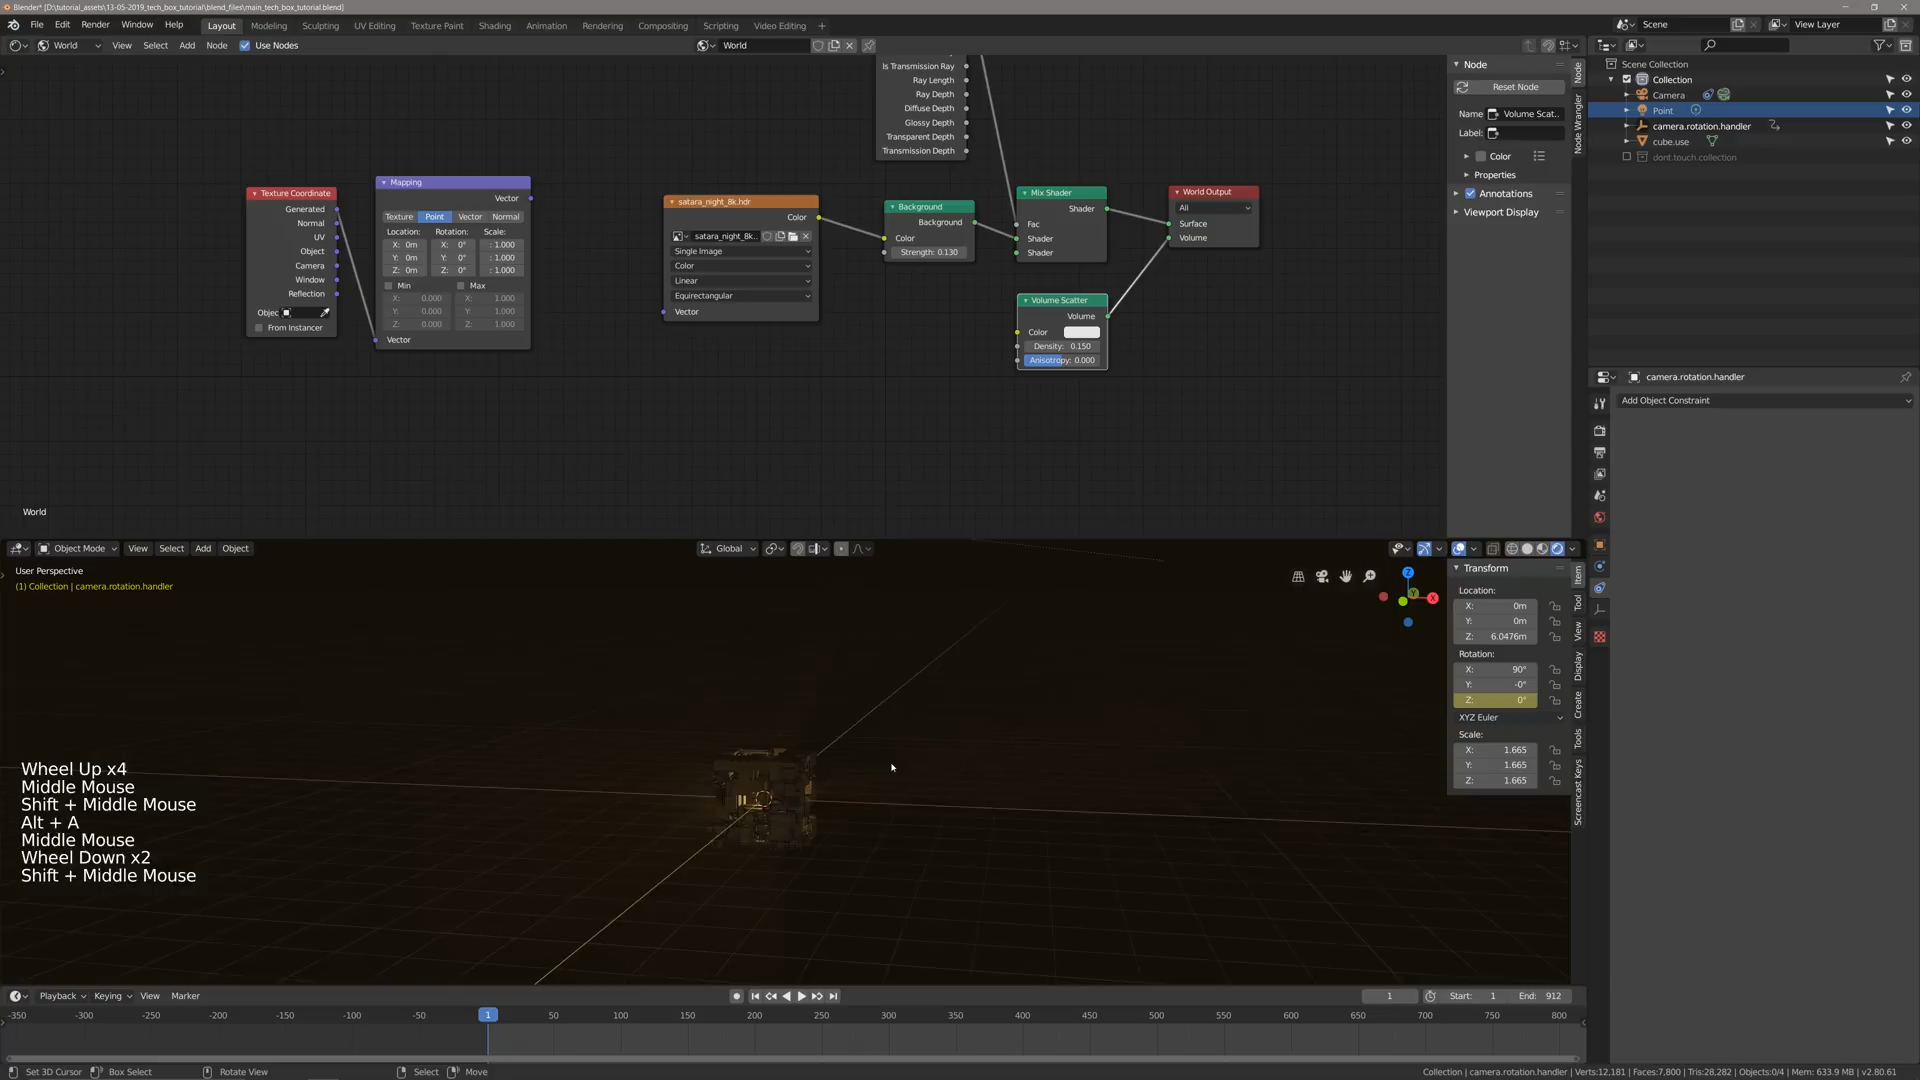 Blender* [D:\tutorial_assets\13-05-2019_tech_box_tutorial\blend_files\main_tech_box_tutorial.blend]
File Edit Render Window Help Layout Modeling Sculpting UV Editing Texture Paint Shading Animation Rendering Compositing Scripting Video Editing + Scene View Layer
World View Select Add Node Use Nodes World
Is Transmission Ray
Ray Length
Ray Depth
Diffuse Depth
Glossy Depth
Transparent Depth
Transmission Depth
Texture Coordinate
Generated
Normal
UV
Object
Camera
Window
Reflection
Objec
From Instancer
Mapping
Vector
Texture Point Vector Normal
Location: Rotation: Scale:
X: 0m X: 0° : 1.000
Y: 0m Y: 0° : 1.000
Z: 0m Z: 0° : 1.000
Min Max
X: 0.000 X: 1.000
Y: 0.000 Y: 1.000
Z: 0.000 Z: 1.000
Vector
satara_night_8k.hdr
Color
satara_night_8k..
Single Image
Color
Linear
Equirectangular
Vector
Background
Background
Color
Strength: 0.130
Mix Shader
Shader
Fac
Shader
Shader
World Output
All
Surface
Volume
Volume Scatter
Volume
Color
Density: 0.150
Anisotropy: 0.000
World
Node
Reset Node
Name Volume Scat..
Label:
Color
Properties
Annotations
Viewport Display
Node
Node Wrangler
Scene Collection
Collection
Camera
Point
camera.rotation.handler
cube.use
dont.touch.collection
camera.rotation.handler
Add Object Constraint
Object Mode View Select Add Object Global
User Perspective
(1) Collection | camera.rotation.handler
Z
Y
X
Wheel Up x4
Middle Mouse
Shift + Middle Mouse
Alt + A
Middle Mouse
Wheel Down x2
Shift + Middle Mouse
Transform
Location:
X: 0m
Y: 0m
Z: 6.0476m
Rotation:
X: 90°
Y: -0°
Z: 0°
XYZ Euler
Scale:
X: 1.665
Y: 1.665
Z: 1.665
Item
Tool
View
Display
Create
Tools
Screencast Keys
Playback Keying View Marker 1 Start: 1 End: 912
-350 -300 -250 -200 -150 -100 -50 1 50 100 150 200 250 300 350 400 450 500 550 600 650 700 750 800
Set 3D Cursor Box Select Rotate View Select Move Collection | camera.rotation.handler | Verts:12,181 | Faces:7,800 | Tris:28,282 | Objects:0/4 | Mem: 633.9 MB | v2.80.61